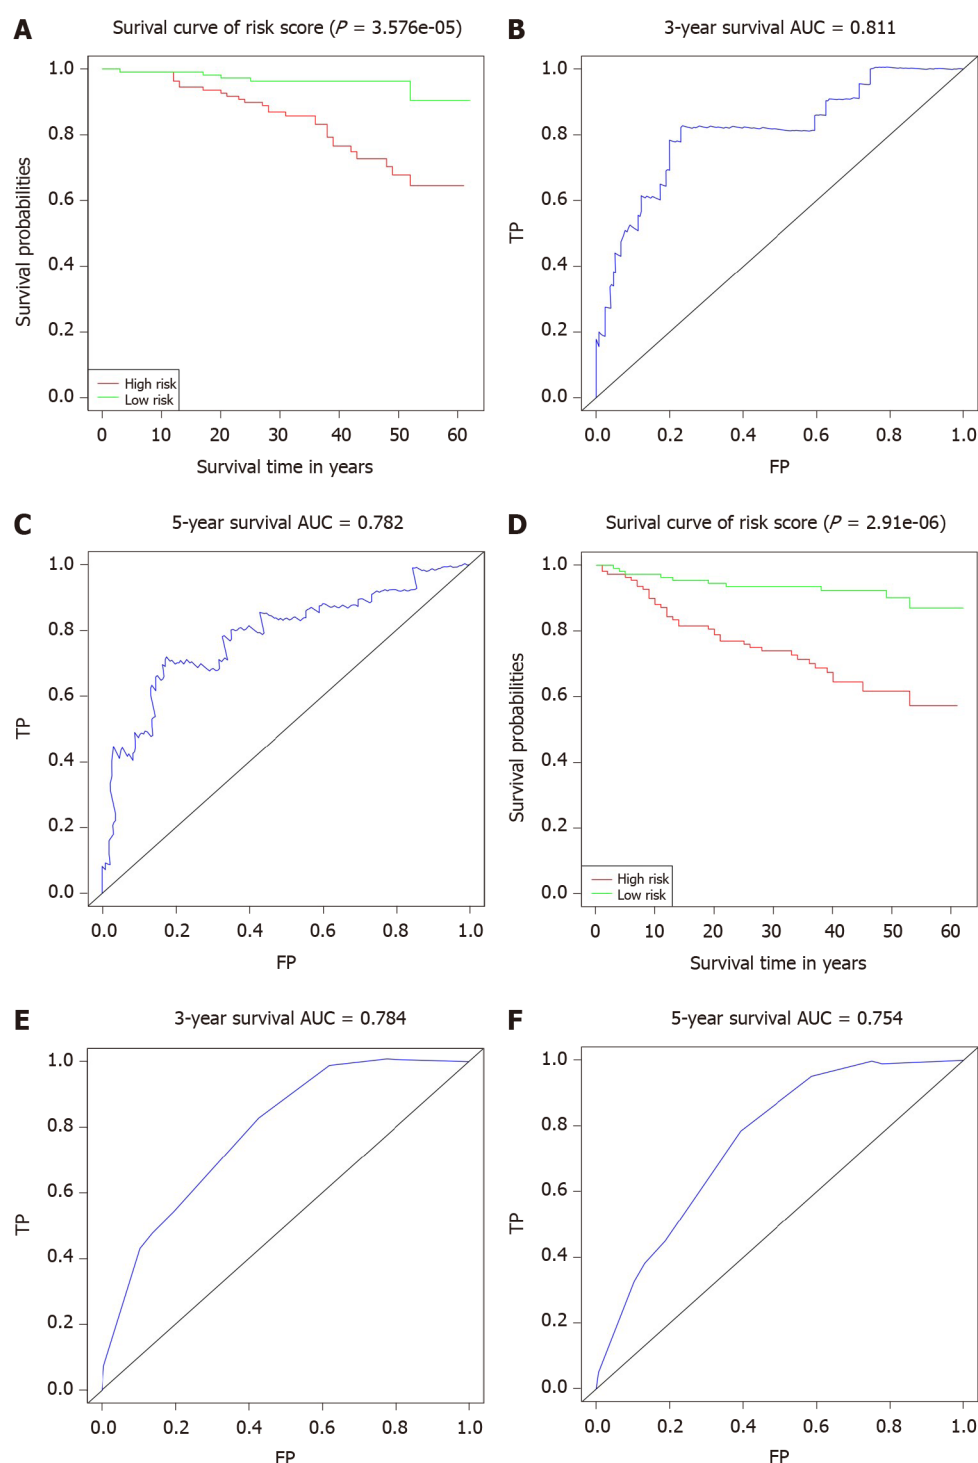 A
Surival curve of risk score (P = 3.576e-05)
1.0
0.8
0.6
0.4
0.2
0.0
Survival probabilities
High risk
Low risk
0 10 20 30 40 50 60
Survival time in years
B
3-year survival AUC = 0.811
1.0
0.8
0.6
0.4
0.2
0.0
TP
0.0 0.2 0.4 0.6 0.8 1.0
FP
C
5-year survival AUC = 0.782
1.0
0.8
0.6
0.4
0.2
0.0
TP
0.0 0.2 0.4 0.6 0.8 1.0
FP
D
Surival curve of risk score (P = 2.91e-06)
1.0
0.8
0.6
0.4
0.2
0.0
Survival probabilities
High risk
Low risk
0 10 20 30 40 50 60
Survival time in years
E
3-year survival AUC = 0.784
1.0
0.8
0.6
0.4
0.2
0.0
TP
0.0 0.2 0.4 0.6 0.8 1.0
FP
F
5-year survival AUC = 0.754
1.0
0.8
0.6
0.4
0.2
0.0
TP
0.0 0.2 0.4 0.6 0.8 1.0
FP